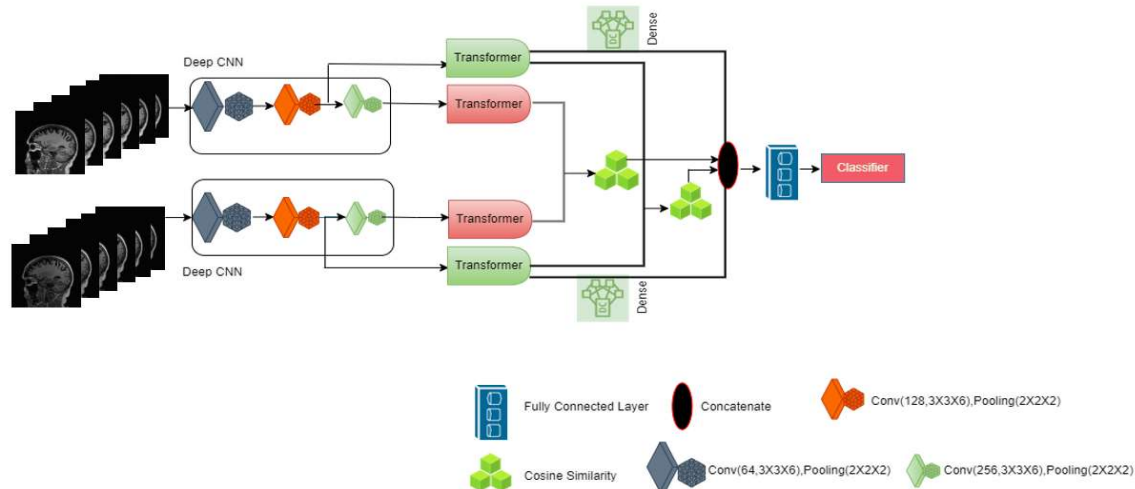 Dense
Deep CNN
Transformer
Transformer
Classifier
Transformer
Transformer
Deep CNN
Dense
Fully Connected Layer
Concatenate
Conv(128,3X3X6),Pooling(2X2X2)
Cosine Similarity
Conv(64,3X3X6),Pooling(2X2X2)
Conv(256,3X3X6),Pooling(2X2X2)